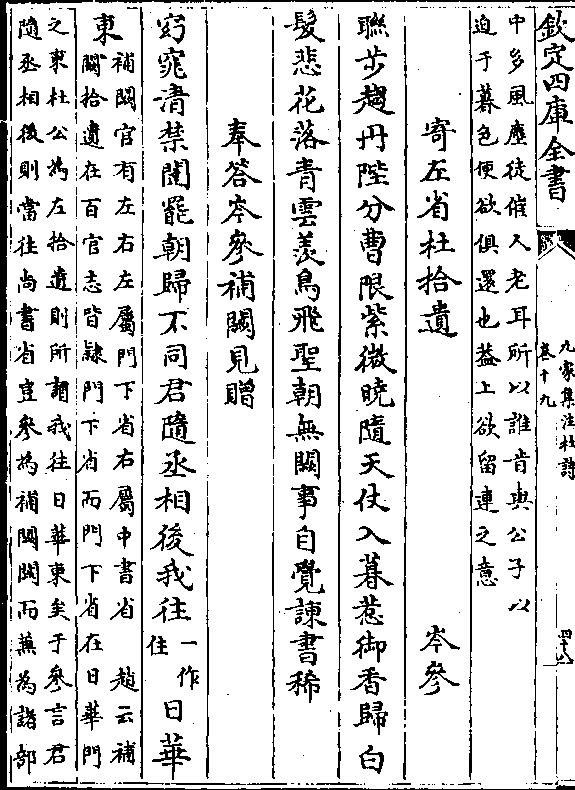 欽定四庫全書
九家集注杜詩
卷十九
四十八
中多風塵徒催人老耳所以誰肯與公子以
迫于暮色便欲俱還也葢上欲留連之意
寄左省杜拾遺 岑參
聯步趨丹陛分曹限紫微曉隨天仗入暮惹御香歸白
髮悲花落青雲羨鳥飛聖朝無闕事自覺諫書稀
奉答岑參補闕見贈
窈窕清禁闥罷朝歸不同君隨丞相後我往一作住日華
東補闕官有左右左屬門下省右屬中書省 趙云補
闕拾遺在百官志皆隸門下省而門下省在日華門
之東杜公為左拾遺則所謂我往日華東矣于參言君
隨丞相後則當往尚書省豈參為補闕闕而兼為諸部